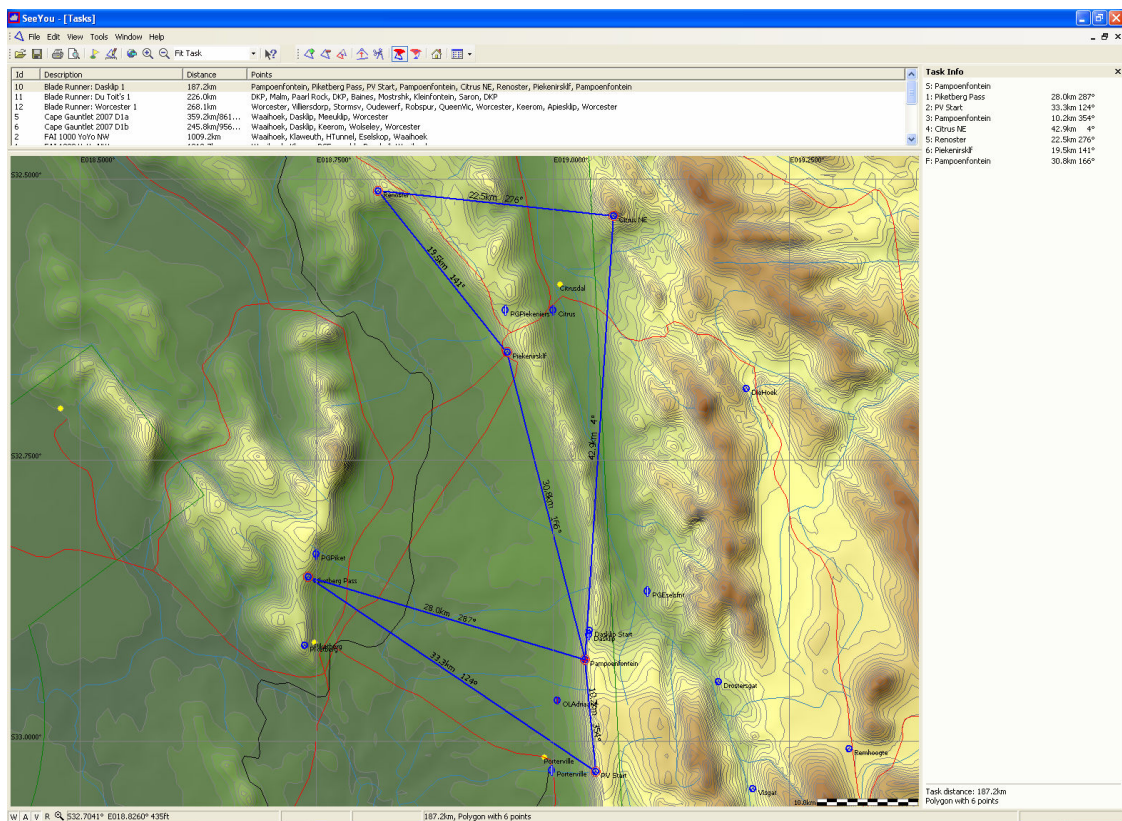 SeeYou - [Tasks]
File Edit View Tools Window Help
Fit Task
Id Description Distance Points
10 Blade Runner: Dasklip 1 187.2km Pampoenfontein, Piketberg Pass, PV Start, Pampoenfontein, Citrus NE, Renoster, Piekenirsklf, Pampoenfontein
11 Blade Runner: Du Toit's 1 226.0km DKP, Malm, Paarl Rock, DKP, Baines, Mostrshk, Kleinfontein, Saron, DKP
12 Blade Runner: Worcester 1 268.1km Worcester, Villiersdorp, Stormsv, Oudewerf, Robspur, QueenVic, Worcester, Keerom, Apiesklip, Worcester
5 Cape Gauntlet 2007 D1a 359.2km/861... Waaihoek, Dasklip, Meeuklip, Worcester
6 Cape Gauntlet 2007 D1b 245.8km/956... Waaihoek, Dasklip, Keerom, Wolseley, Worcester
2 FAI 1000 YoYo NW 1009.2km Waaihoek, Klaweuth, HTunnel, Eselskop, Waaihoek
Task Info
S: Pampoenfontein
1: Piketberg Pass 28.0km 287°
2: PV Start 33.3km 124°
3: Pampoenfontein 10.2km 354°
4: Citrus NE 42.9km 4°
5: Renoster 22.5km 276°
6: Piekenirsklf 19.5km 141°
F: Pampoenfontein 30.8km 166°
E018.5000° E018.7500° E019.0000° E019.2500°
S32.5000°
Renoster
22.5km 276°
Citrus NE
19.5km 141°
Citrusdal
PGPiekeniers
Citrus
Piekenirsklf
DieHoek
42.9km 4°
S32.7500°
30.8km 166°
PGPiket
Piketberg Pass
PGEselsfnt
28.0km 287°
Dasklip Start
Dasklip
Piketberg
Pampoenfontein
33.3km 124°
Drostersgat
10.2km 354°
S33.0000°
Remhoogte
Porterville
Porterville
PV Start
Visgat
10.0km
Task distance: 187.2km
Polygon with 6 points
W A V R S32.7041° E018.8260° 435ft 187.2km, Polygon with 6 points